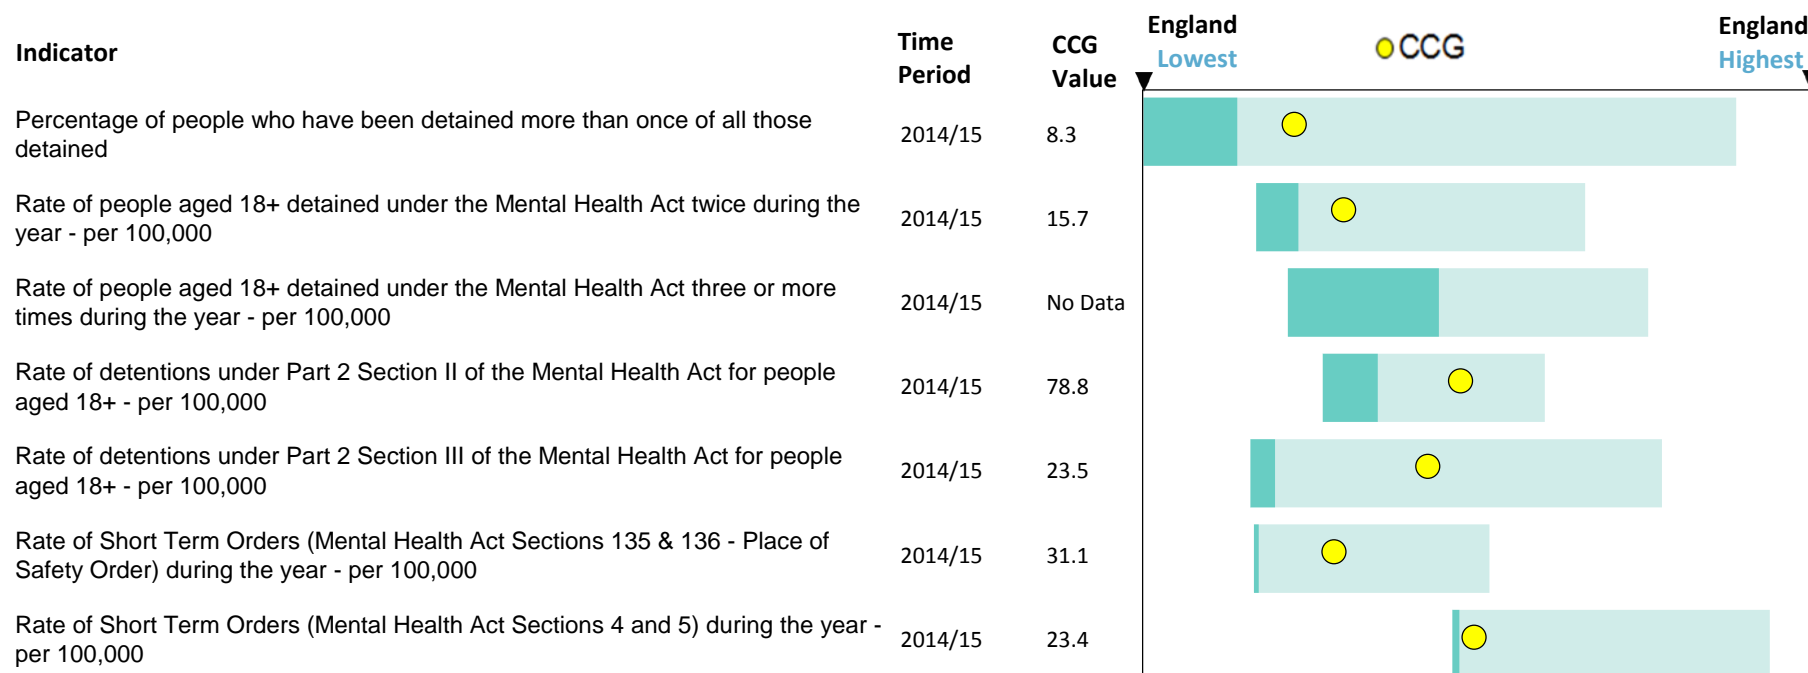 Indicator
Time Period
CCG Value
England Lowest
CCG
England Highest
Percentage of people who have been detained more than once of all those
detained
2014/15
8.3
Rate of people aged 18+ detained under the Mental Health Act twice during the
year - per 100,000
2014/15
15.7
Rate of people aged 18+ detained under the Mental Health Act three or more
times during the year - per 100,000
2014/15
No Data
Rate of detentions under Part 2 Section II of the Mental Health Act for people
aged 18+ - per 100,000
2014/15
78.8
Rate of detentions under Part 2 Section III of the Mental Health Act for people
aged 18+ - per 100,000
2014/15
23.5
Rate of Short Term Orders (Mental Health Act Sections 135 & 136 - Place of
Safety Order) during the year - per 100,000
2014/15
31.1
Rate of Short Term Orders (Mental Health Act Sections 4 and 5) during the year -
per 100,000
2014/15
23.4